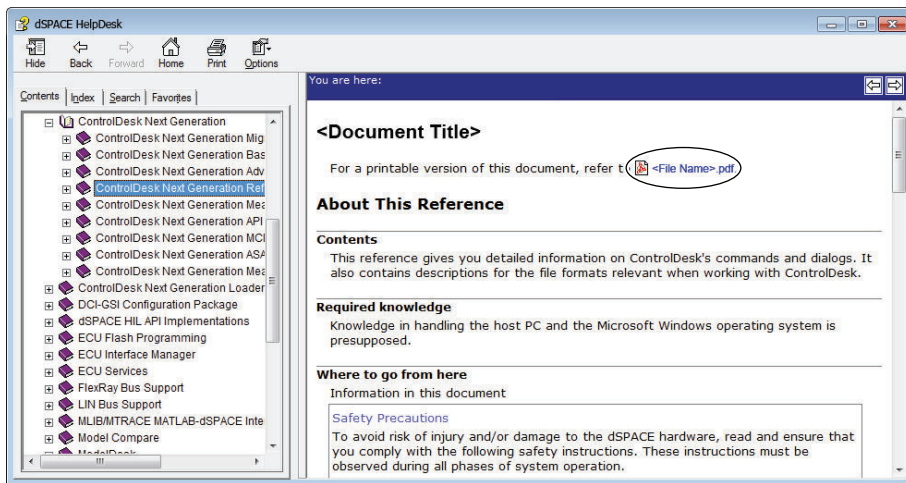 dSPACE HelpDesk
Hide Back Forward Home Print Options
Contents Index Search Favorites
ControlDesk Next Generation
ControlDesk Next Generation Mig
ControlDesk Next Generation Bas
ControlDesk Next Generation Adv
ControlDesk Next Generation Ref
ControlDesk Next Generation Mea
ControlDesk Next Generation API
ControlDesk Next Generation MCI
ControlDesk Next Generation ASA
ControlDesk Next Generation Mea
ControlDesk Next Generation Loader
DCI-GSI Configuration Package
dSPACE HIL API Implementations
ECU Flash Programming
ECU Interface Manager
ECU Services
FlexRay Bus Support
LIN Bus Support
MLIB/MTRACE MATLAB-dSPACE Inte
Model Compare
ModelDesk
You are here:
<Document Title>
For a printable version of this document, refer t <File Name>.pdf.
About This Reference
Contents
This reference gives you detailed information on ControlDesk's commands and dialogs. It
also contains descriptions for the file formats relevant when working with ControlDesk.
Required knowledge
Knowledge in handling the host PC and the Microsoft Windows operating system is
presupposed.
Where to go from here
Information in this document
Safety Precautions
To avoid risk of injury and/or damage to the dSPACE hardware, read and ensure that
you comply with the following safety instructions. These instructions must be
observed during all phases of system operation.